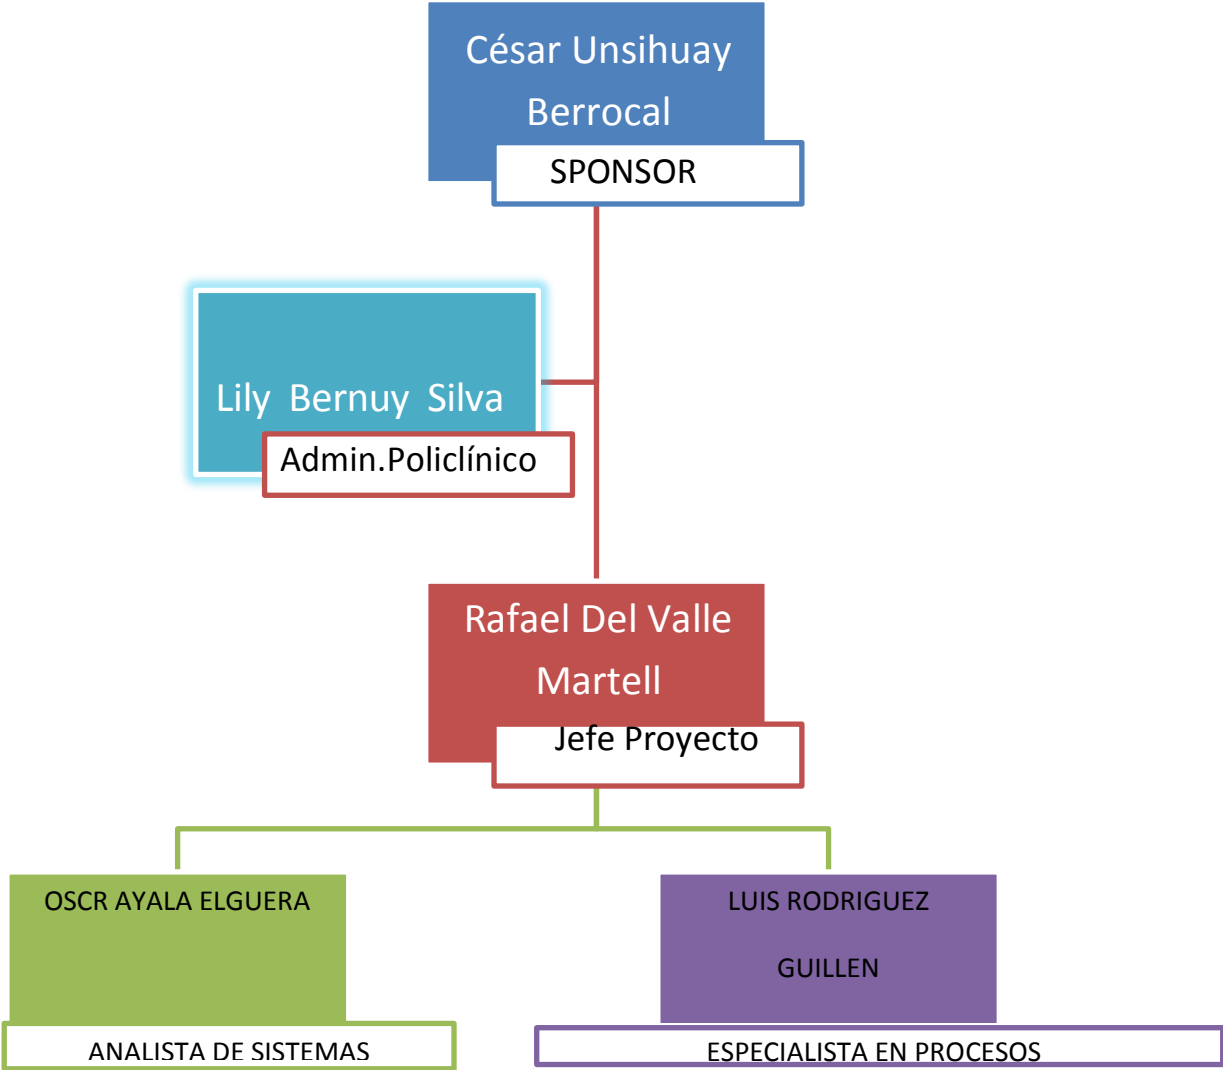 César Unsihuay
Berrocal
SPONSOR
Lily Bernuy Silva
Admin.Policlínico
Rafael Del Valle
Martell
Jefe Proyecto
OSCR AYALA ELGUERA
ANALISTA DE SISTEMAS
LUIS RODRIGUEZ
GUILLEN
ESPECIALISTA EN PROCESOS